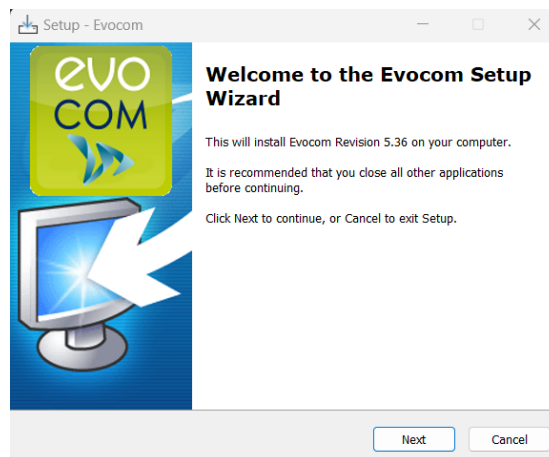 Setup - Evocom
evo
COM
Welcome to the Evocom Setup
Wizard
This will install Evocom Revision 5.36 on your computer.
It is recommended that you close all other applications
before continuing.
Click Next to continue, or Cancel to exit Setup.
Next Cancel